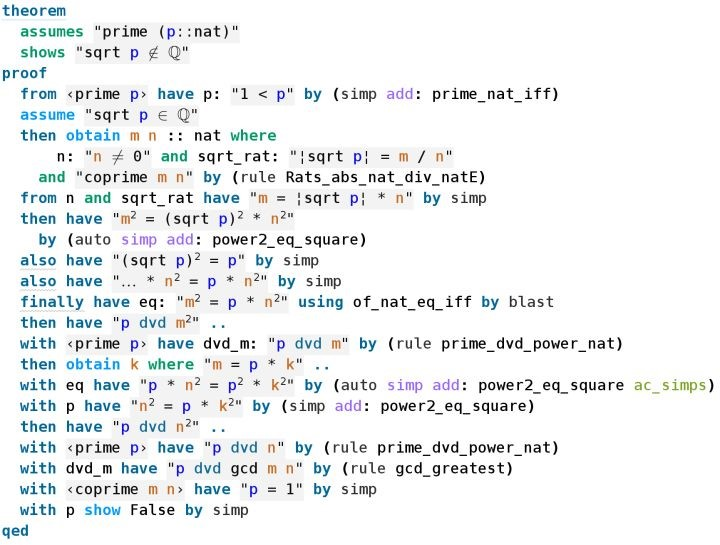 theorem
assumes "prime (p::nat)"
shows "sqrt p ∉ ℚ"
proof
from ‹prime p› have p: "1 < p" by (simp add: prime_nat_iff)
assume "sqrt p ∈ ℚ"
then obtain m n :: nat where
n: "n ≠ 0" and sqrt_rat: "¦sqrt p¦ = m / n"
and "coprime m n" by (rule Rats_abs_nat_div_natE)
from n and sqrt_rat have "m = ¦sqrt p¦ * n" by simp
then have "m² = (sqrt p)² * n²"
by (auto simp add: power2_eq_square)
also have "(sqrt p)² = p" by simp
also have "… * n² = p * n²" by simp
finally have eq: "m² = p * n²" using of_nat_eq_iff by blast
then have "p dvd m²" ..
with ‹prime p› have dvd_m: "p dvd m" by (rule prime_dvd_power_nat)
then obtain k where "m = p * k" ..
with eq have "p * n² = p² * k²" by (auto simp add: power2_eq_square ac_simps)
with p have "n² = p * k²" by (simp add: power2_eq_square)
then have "p dvd n²" ..
with ‹prime p› have "p dvd n" by (rule prime_dvd_power_nat)
with dvd_m have "p dvd gcd m n" by (rule gcd_greatest)
with ‹coprime m n› have "p = 1" by simp
with p show False by simp
qed